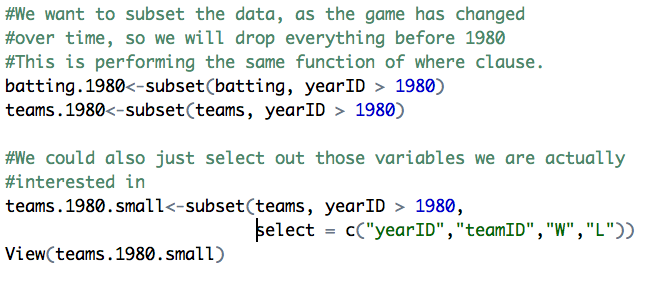 #We want to subset the data, as the game has changed
#over time, so we will drop everything before 1980
#This is performing the same function of where clause.
batting.1980<-subset(batting, yearID > 1980)
teams.1980<-subset(teams, yearID > 1980)
#We could also just select out those variables we are actually
#interested in
teams.1980.small<-subset(teams, yearID > 1980,
select = c("yearID","teamID","W","L"))
View(teams.1980.small)